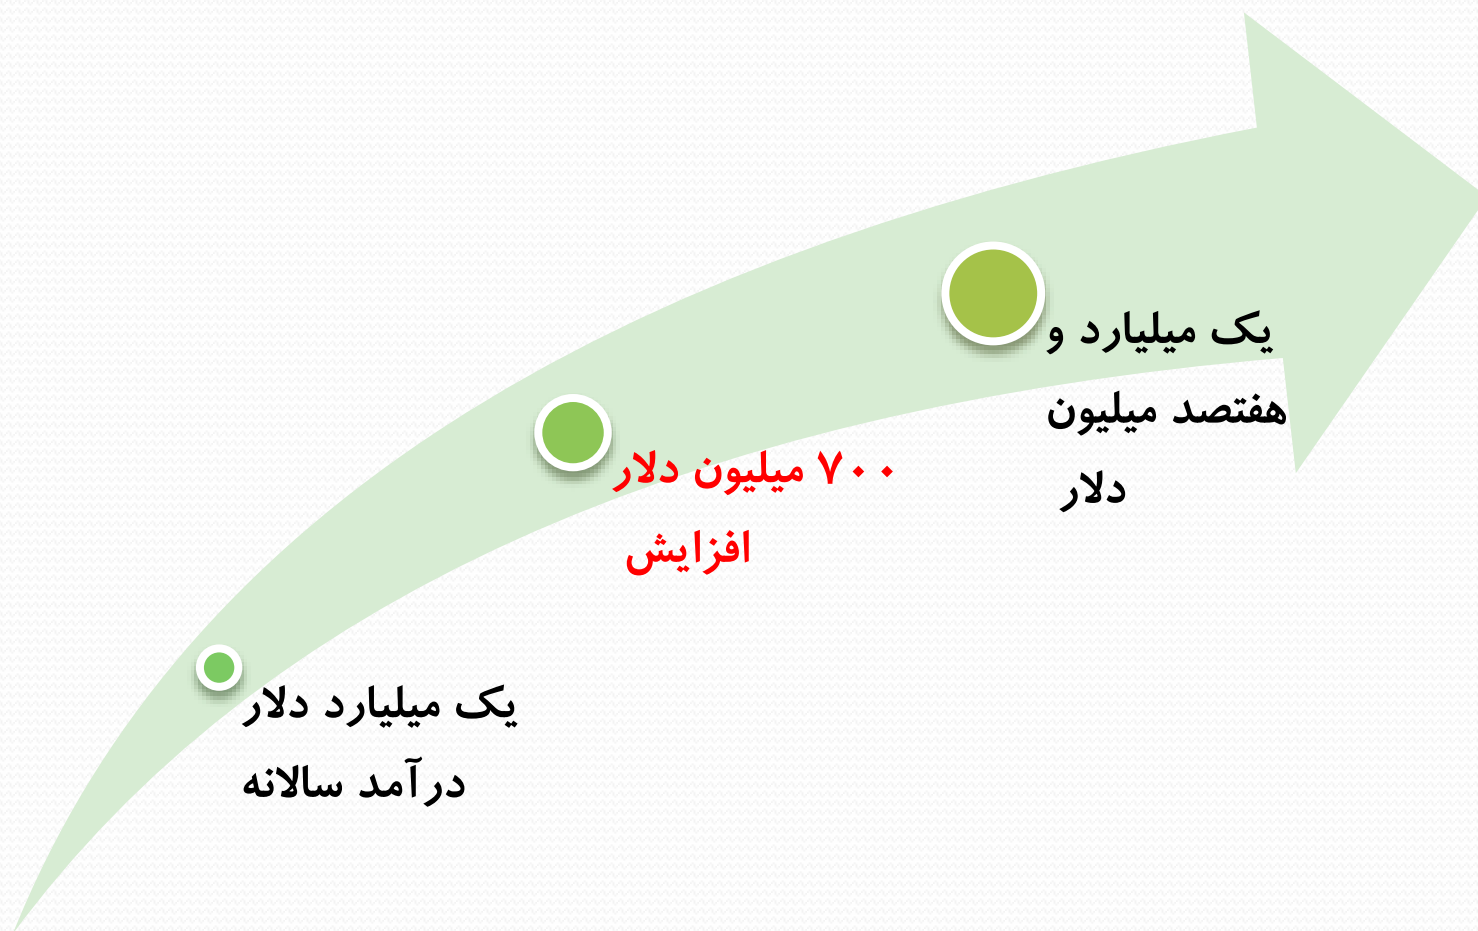 یک میلیارد دلار
درآمد سالانه
۷۰۰ میلیون دلار
افزایش
یک میلیارد و
هفتصد میلیون
دلار